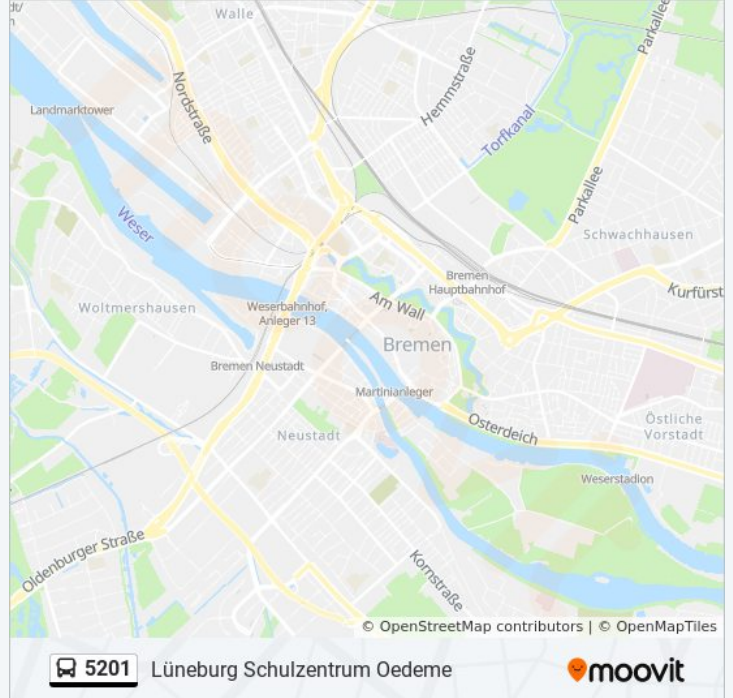 Walle
Parkallee
Hemmstraße
Nordstraße
Landmarktower
Torfkanal
Parkallee
Weser
Schwachhausen
Bremen
Hauptbahnhof
Kurfürst
Am Wall
Woltmershausen
Weserbahnhof,
Anleger 13
Bremen
Bremen Neustadt
Martinianleger
Osterdeich
Östliche
Vorstadt
Neustadt
Weserstadion
Oldenburger Straße
Kornstraße
© OpenStreetMap contributors | © OpenMapTiles
5201 Lüneburg Schulzentrum Oedeme
moovit